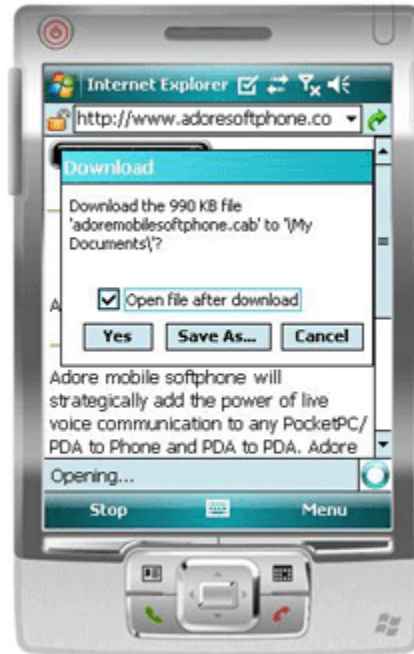 Internet Explorer
http://www.adoresoftphone.co
Download
Download the 990 KB file
'adoremobilesoftphone.cab' to '\My
Documents\'?
Open file after download
Yes
Save As...
Cancel
A
Adore mobile softphone will
strategically add the power of live
voice communication to any PocketPC/
PDA to Phone and PDA to PDA. Adore
Opening...
Stop
Menu